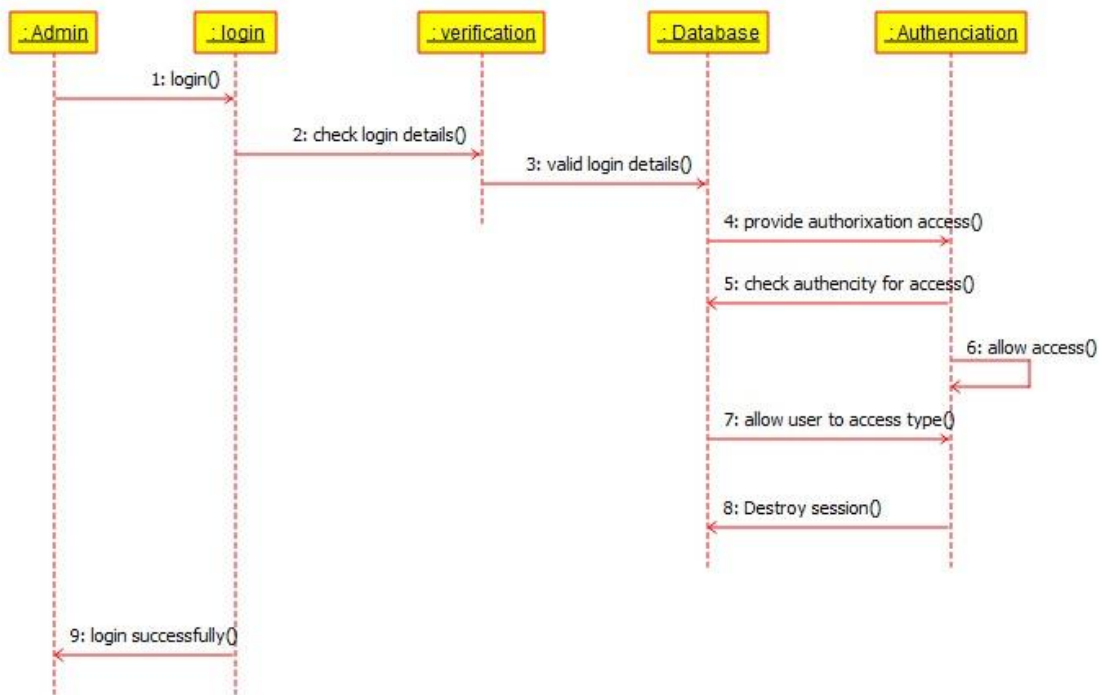 : Admin
: login
: verification
: Database
: Authenciation
1: login()
2: check login details()
3: valid login details()
4: provide authorixation access()
5: check authencity for access()
6: allow access()
7: allow user to access type()
8: Destroy session()
9: login successfully()